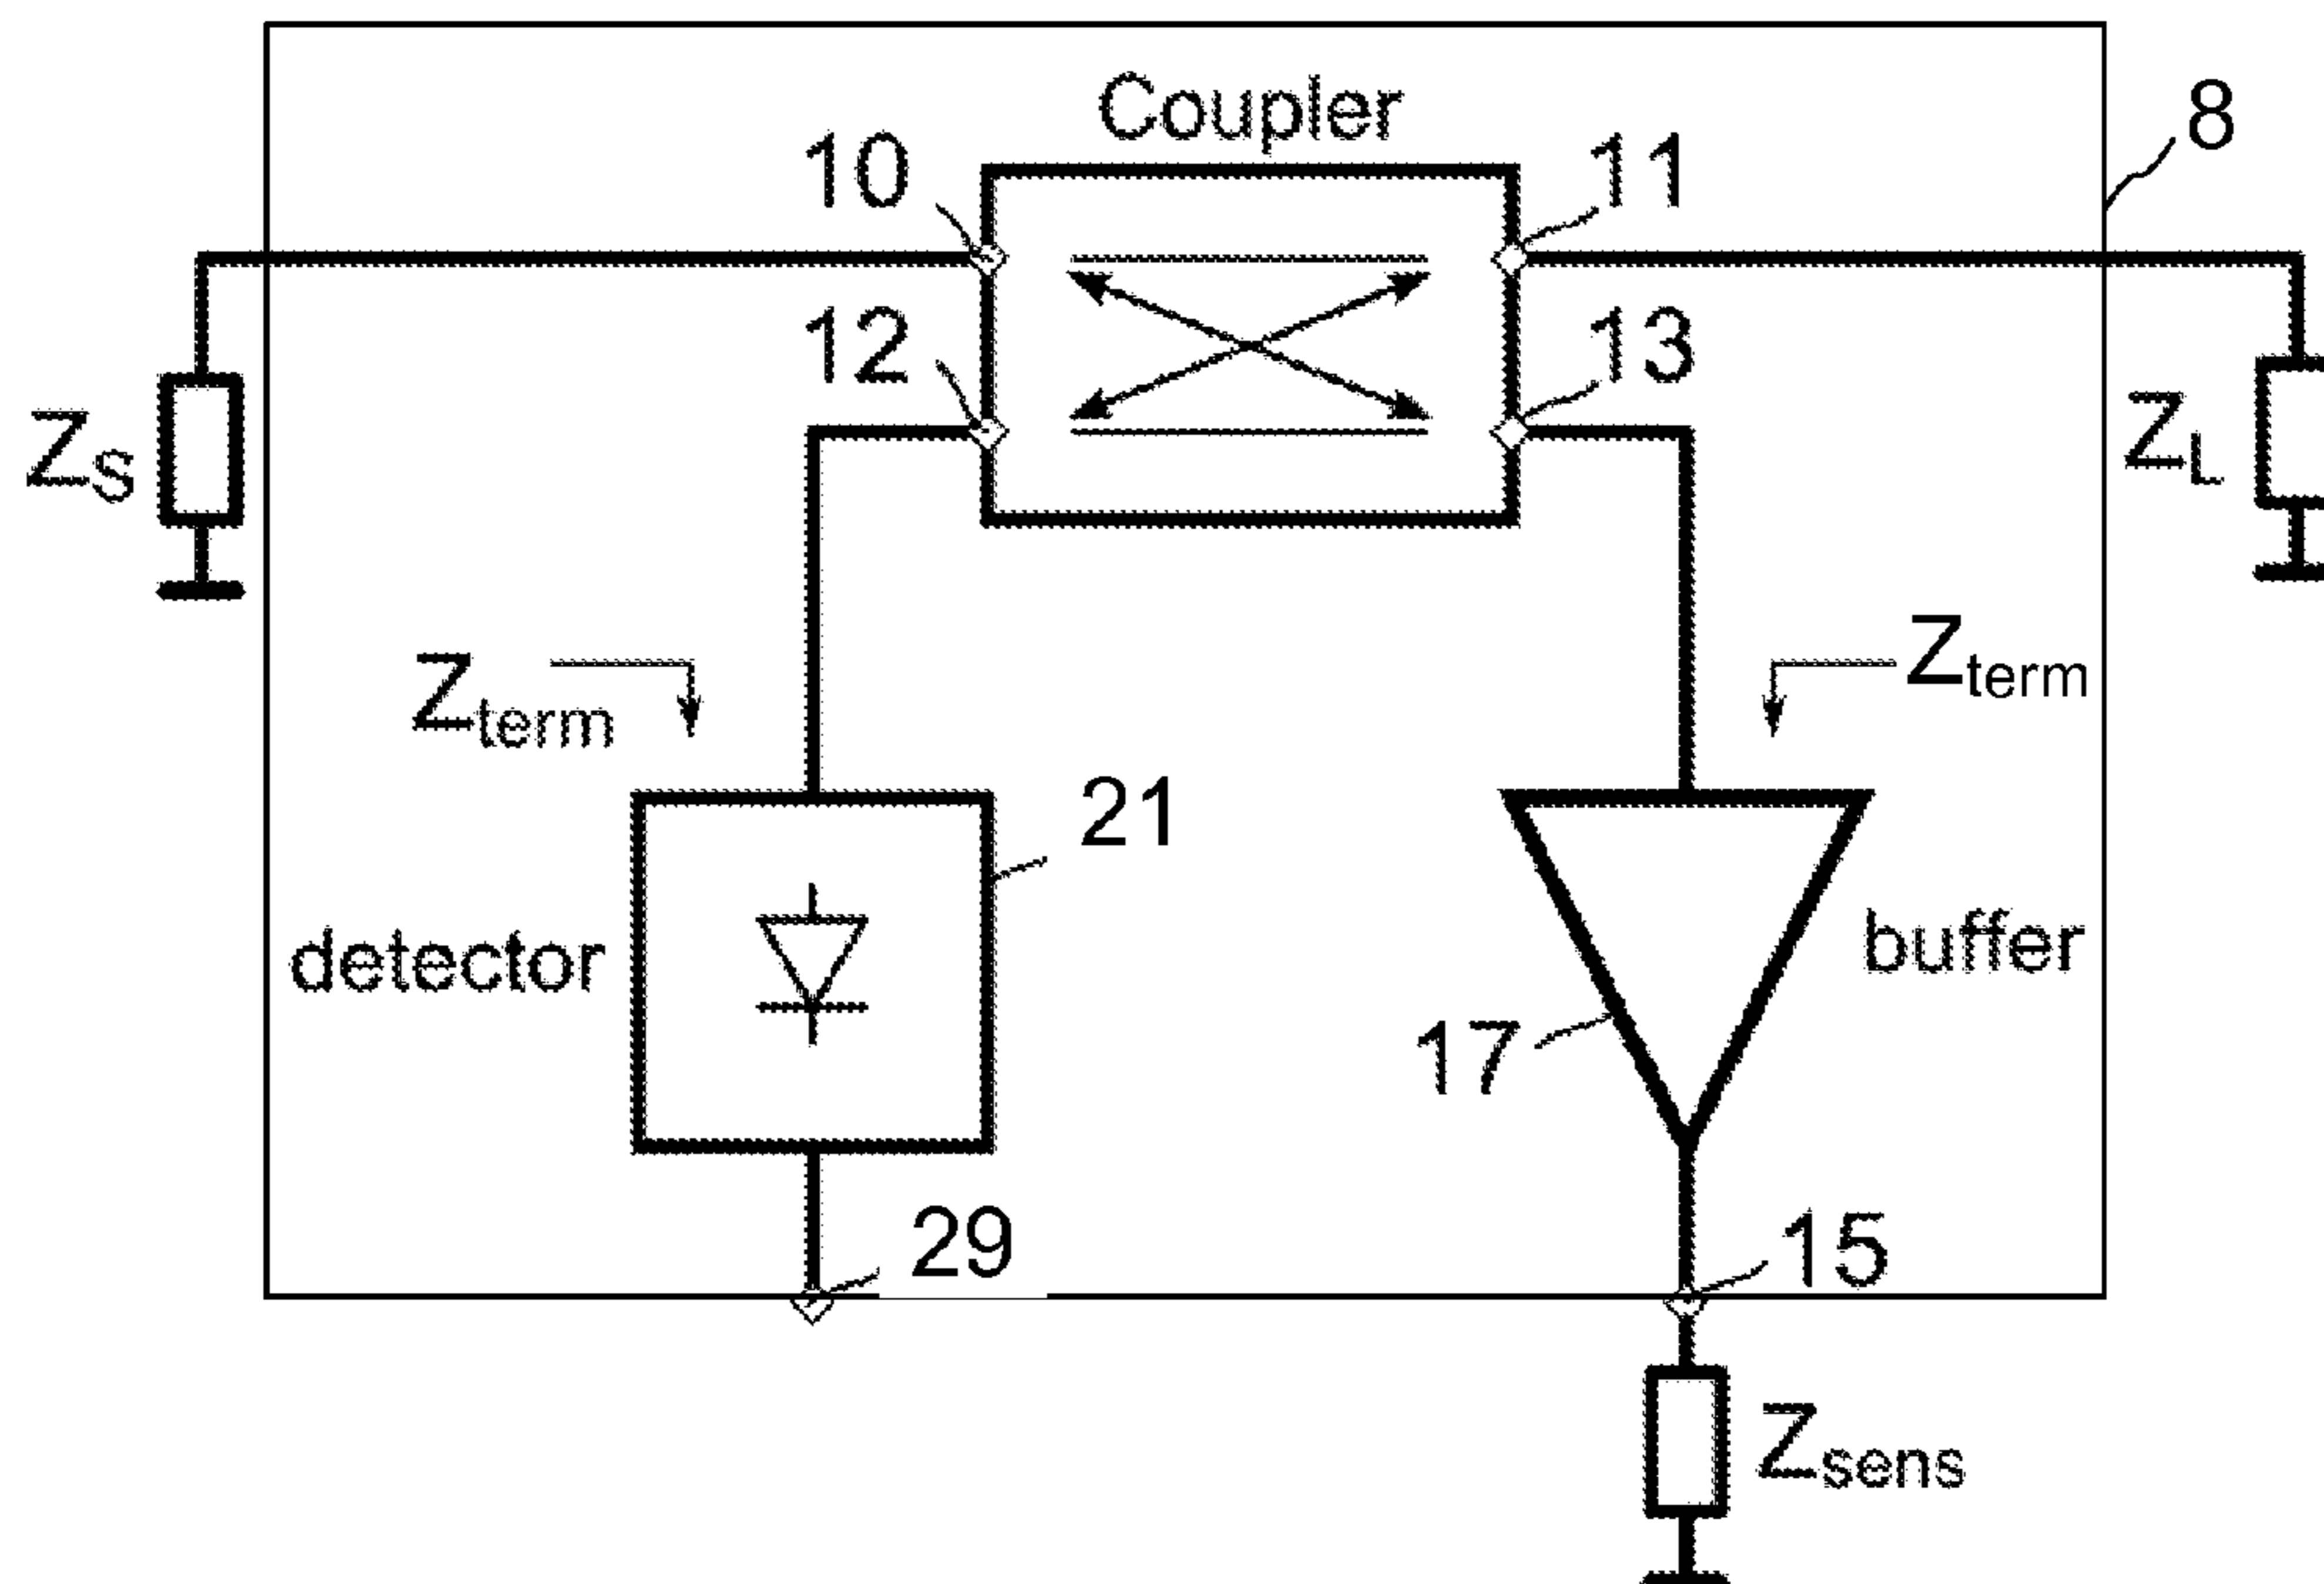 Coupler
8
10
11
12
13
Zs
ZL
Zterm
Zterm
21
detector
buffer
17
29
15
Zsens